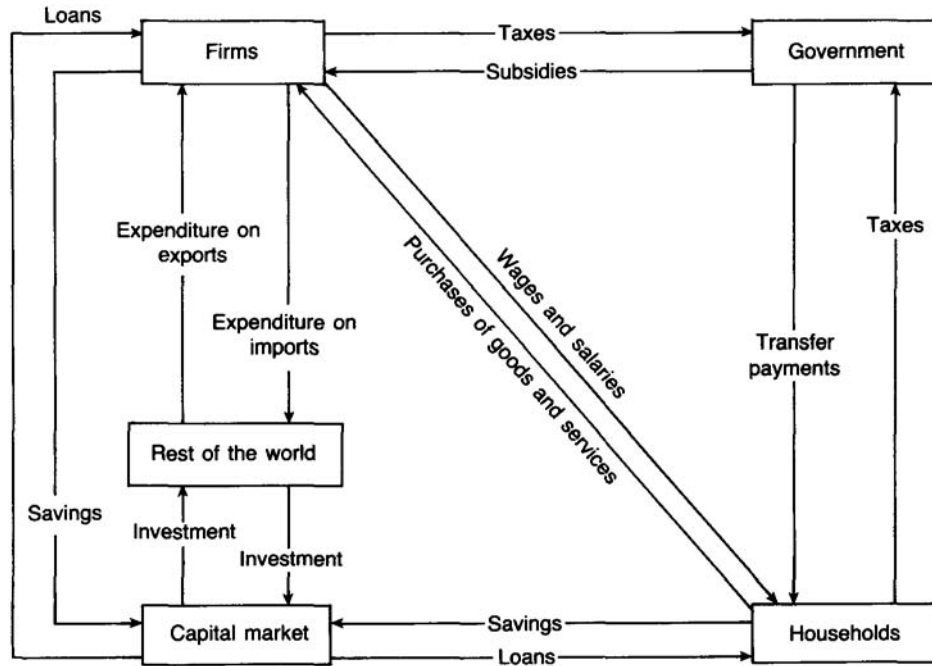 Loans
Firms
Taxes
Government
Subsidies
Expenditure on
exports
Taxes
Wages and salaries
Purchases of goods and services
Expenditure on
imports
Transfer
payments
Rest of the world
Savings
Investment
Investment
Capital market
Savings
Households
Loans